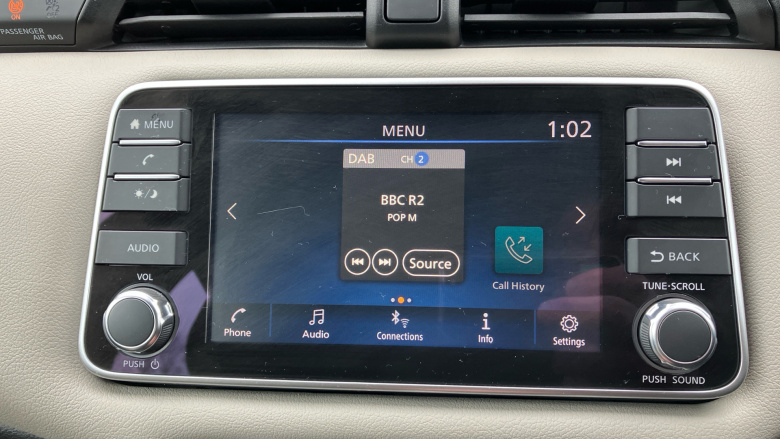 ON
PASSENGER
AIR BAG
MENU
AUDIO
VOL
PUSH
MENU
1:02
DAB CH 2
BBC R2
POP M
Source
Call History
Phone
Audio
Connections
Info
Settings
BACK
TUNE·SCROLL
PUSH SOUND